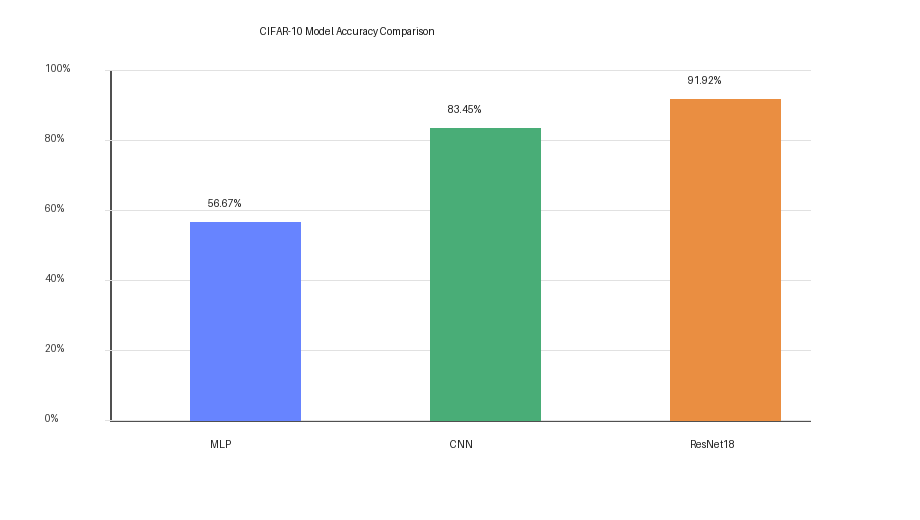 CIFAR-10 Model Accuracy Comparison
100%
91.92%
83.45%
80%
56.67%
60%
40%
20%
0%
MLP
CNN
ResNet18